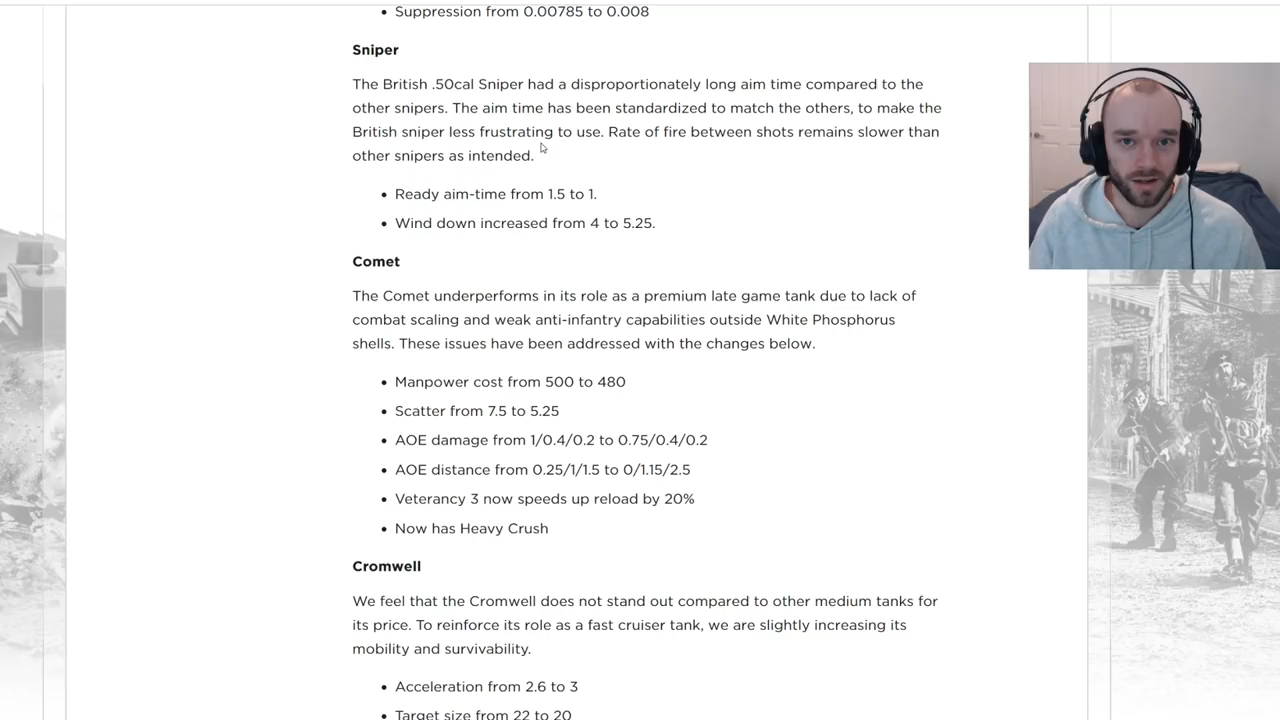 Suppression from 0.00785 to 0.008
Sniper
The British .50cal Sniper had a disproportionately long aim time compared to the
other snipers. The aim time has been standardized to match the others, to make the
British sniper less frustrating to use. Rate of fire between shots remains slower than
other snipers as intended.
Ready aim-time from 1.5 to 1.
Wind down increased from 4 to 5.25.
Comet
The Comet underperforms in its role as a premium late game tank due to lack of
combat scaling and weak anti-infantry capabilities outside White Phosphorus
shells. These issues have been addressed with the changes below.
Manpower cost from 500 to 480
Scatter from 7.5 to 5.25
AOE damage from 1/0.4/0.2 to 0.75/0.4/0.2
AOE distance from 0.25/1/1.5 to 0/1.15/2.5
Veterancy 3 now speeds up reload by 20%
Now has Heavy Crush
Cromwell
We feel that the Cromwell does not stand out compared to other medium tanks for
its price. To reinforce its role as a fast cruiser tank, we are slightly increasing its
mobility and survivability.
Acceleration from 2.6 to 3
Target size from 22 to 20